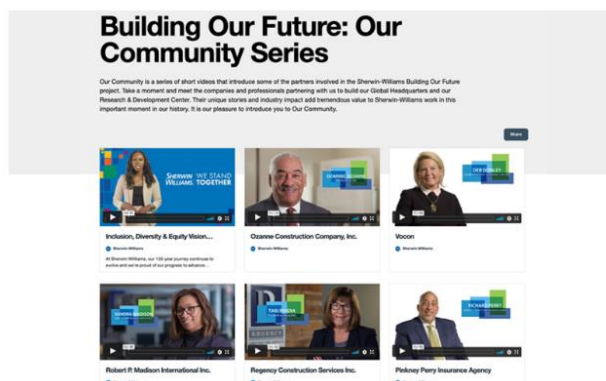 Building Our Future: Our
Community Series
Our Community is a series of short videos that introduce some of the partners involved in the Sherwin-Williams Building Our Future
project. Take a moment and meet the companies and professionals partnering with us to build our Global Headquarters and our
Research & Development Center. Their unique stories and industry impact add tremendous value to Sherwin-Williams work in this
important moment in our history. It is our pleasure to introduce you to Our Community.
Share
SHERWIN WILLIAMS.
WE STAND TOGETHER
Inclusion, Diversity & Equity Vision...
Sherwin-Williams
At Sherwin-Williams, our 155-year journey continues to
evolve and we're proud of our progress to advance...
Ozanne Construction Company, Inc.
Sherwin-Williams
Vocon
Sherwin-Williams
Robert P. Madison International Inc.
Regency Construction Services Inc.
Pinkney Perry Insurance Agency